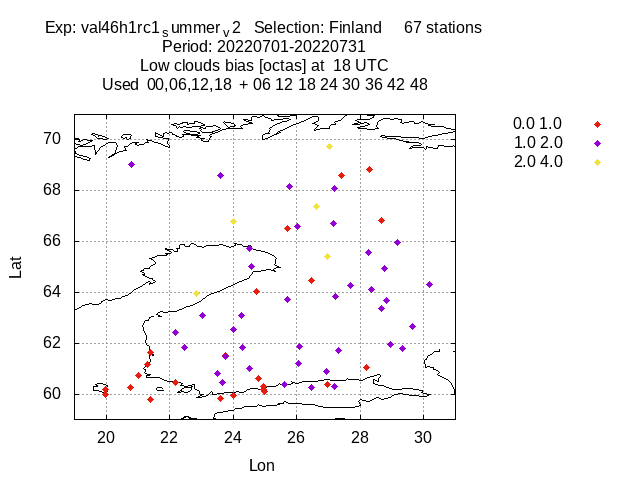 Exp: val46h1rc1summerv2 Selection: Finland 67 stations
Period: 20220701-20220731
Low clouds bias [octas] at 18 UTC
Used 00,06,12,18 + 06 12 18 24 30 36 42 48
0.0 1.0
1.0 2.0
2.0 4.0
70
68
66
64
62
60
Lat
20 22 24 26 28 30
Lon